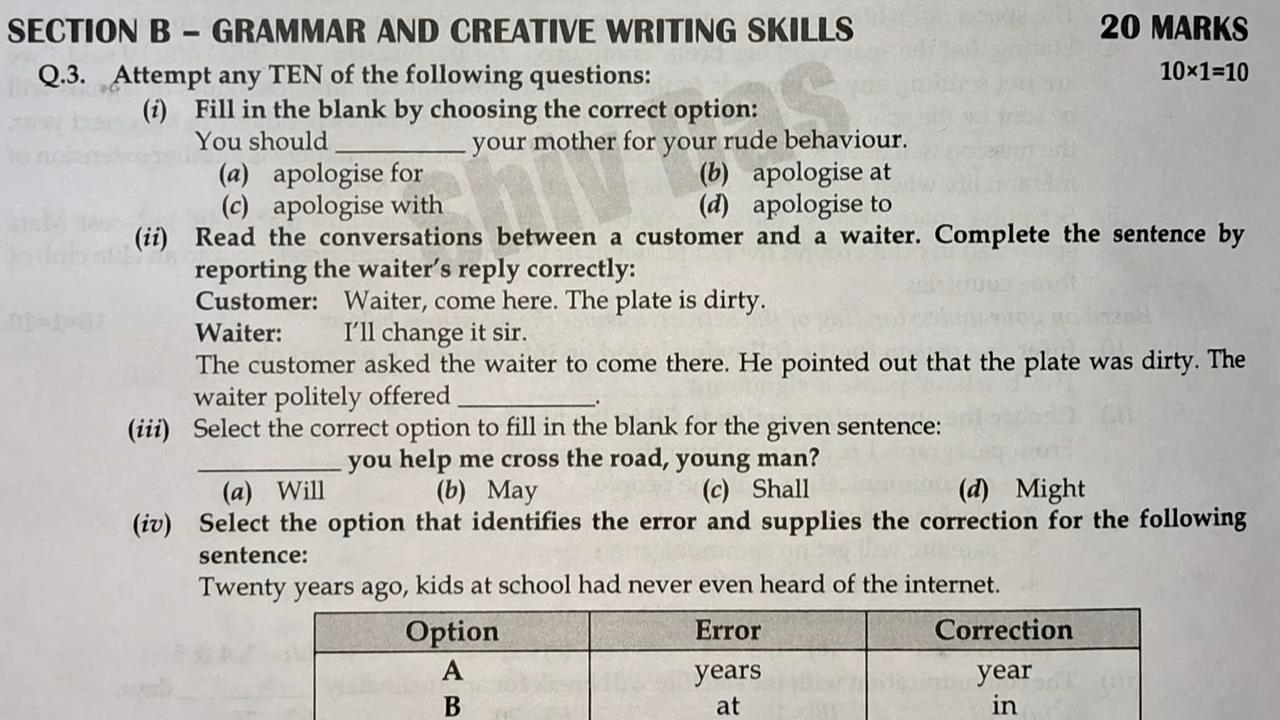 SECTION B – GRAMMAR AND CREATIVE WRITING SKILLS 20 MARKS
Q.3. Attempt any TEN of the following questions: 10×1=10
(i) Fill in the blank by choosing the correct option:
You should __________ your mother for your rude behaviour.
(a) apologise for (b) apologise at
(c) apologise with (d) apologise to
(ii) Read the conversations between a customer and a waiter. Complete the sentence by
reporting the waiter's reply correctly:
Customer: Waiter, come here. The plate is dirty.
Waiter: I'll change it sir.
The customer asked the waiter to come there. He pointed out that the plate was dirty. The
waiter politely offered __________.
(iii) Select the correct option to fill in the blank for the given sentence:
__________ you help me cross the road, young man?
(a) Will (b) May (c) Shall (d) Might
(iv) Select the option that identifies the error and supplies the correction for the following
sentence:
Twenty years ago, kids at school had never even heard of the internet.
Option Error Correction
A years year
B at in
Shiv Das